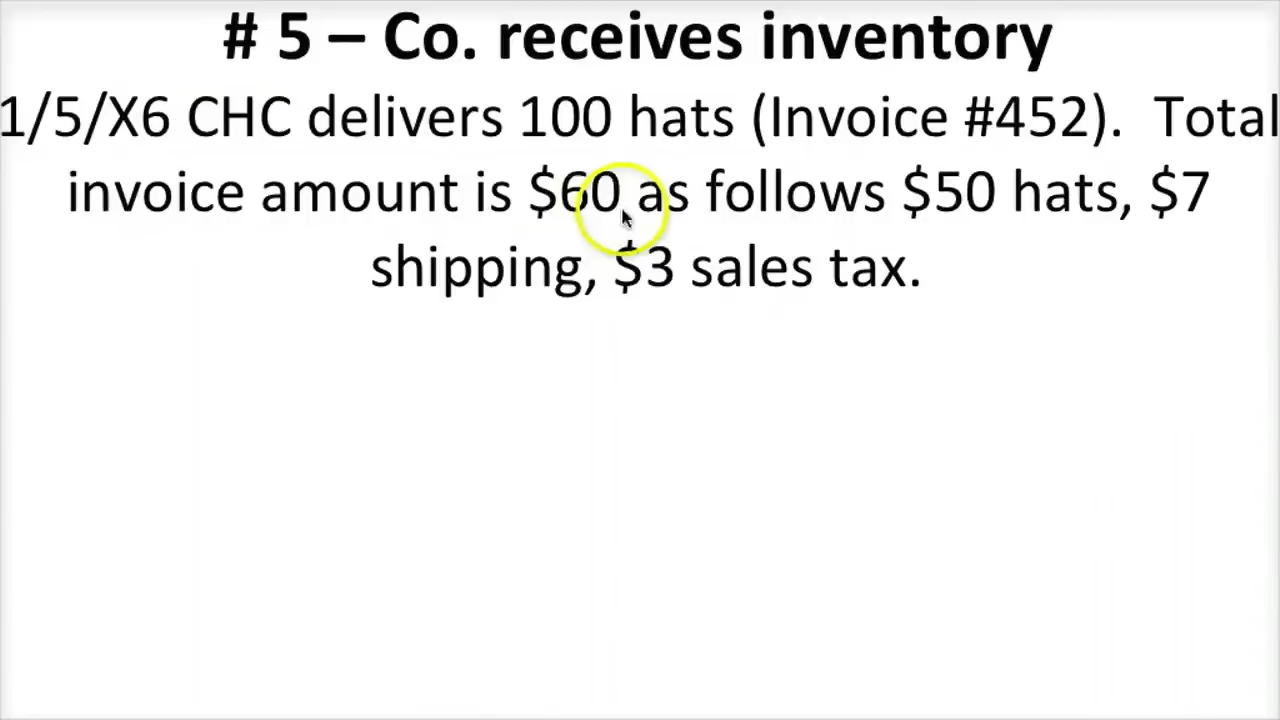 # 5 – Co. receives inventory
1/5/X6 CHC delivers 100 hats (Invoice #452).  Total
invoice amount is $60 as follows $50 hats, $7
shipping, $3 sales tax.